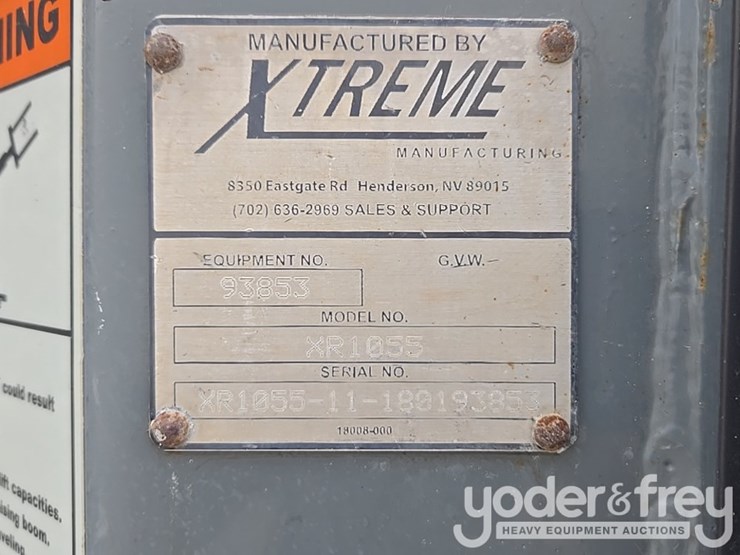 MANUFACTURED BY
XTREME
MANUFACTURING
8350 Eastgate Rd Henderson, NV 89015
(702) 636-2969 SALES & SUPPORT
EQUIPMENT NO. G.V.W.
93853
MODEL NO.
XR1055
SERIAL NO.
XR1055-11-180193853
18008-000
could result
lift capacities.
boom.
yoder&frey
HEAVY EQUIPMENT AUCTIONS